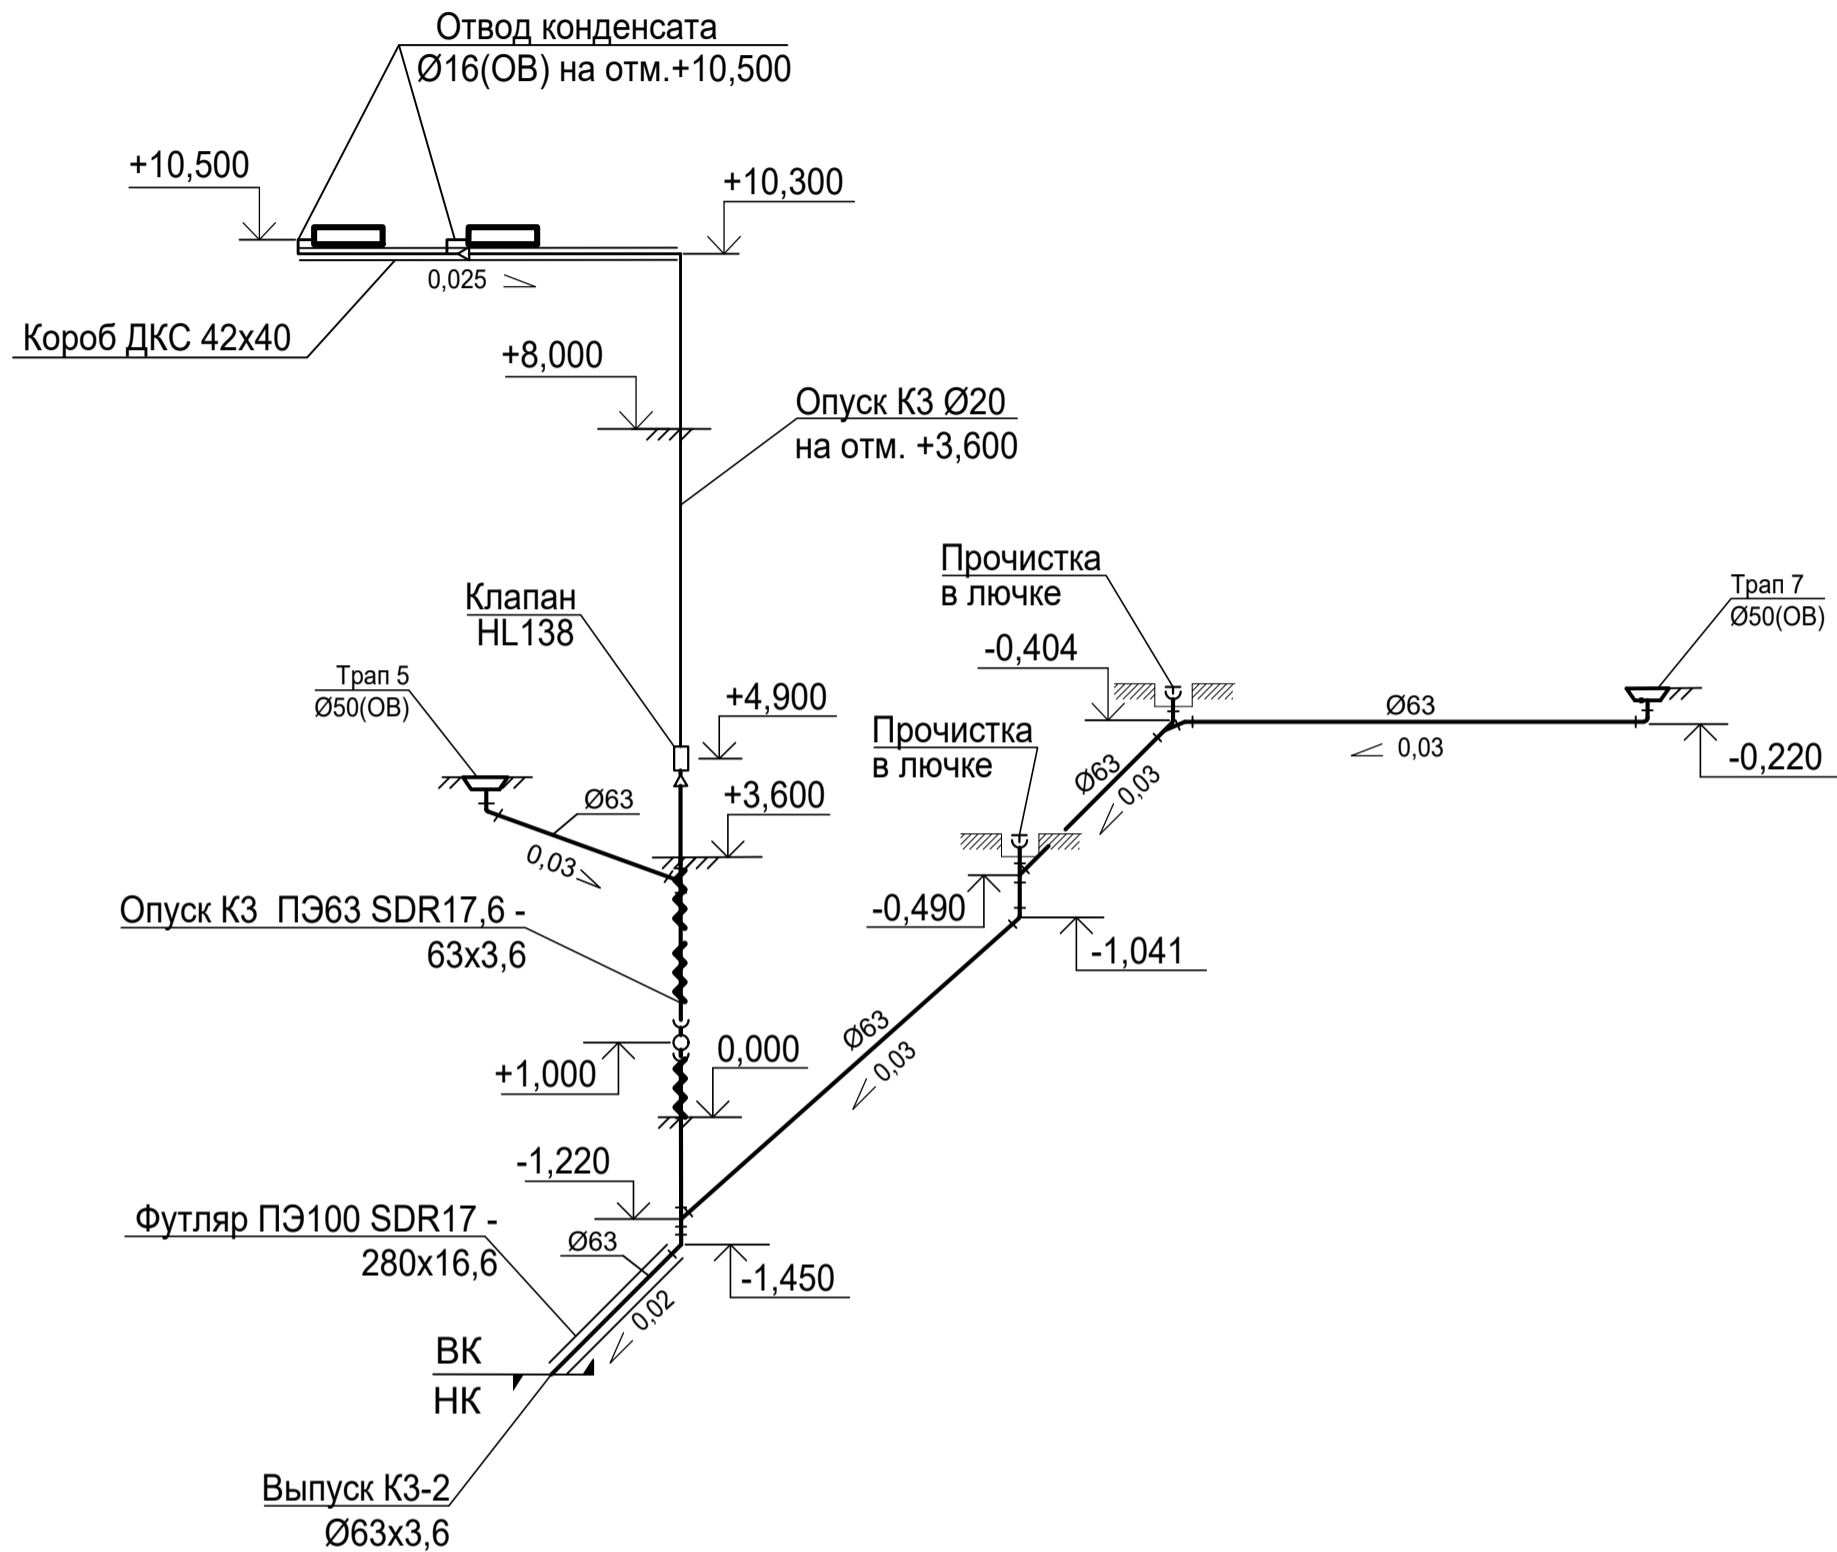 Отвод конденсата
Ø16(ОВ) на отм.+10,500
+10,500
+10,300
0,025
Короб ДКС 42х40
+8,000
Опуск К3 Ø20
на отм. +3,600
Прочистка
в лючке
Трап 7
Ø50(ОВ)
Клапан
HL138
-0,404
Трап 5
Ø50(ОВ)
+4,900
Ø63
0,03
-0,220
Прочистка
в лючке
Ø63
0,03
+3,600
Ø63
0,03
Опуск К3 ПЭ63 SDR17,6 -
63х3,6
-0,490
-1,041
Ø63
0,03
0,000
+1,000
-1,220
Футляр ПЭ100 SDR17 -
280х16,6
Ø63
-1,450
0,02
ВК
НК
Выпуск К3-2
Ø63х3,6